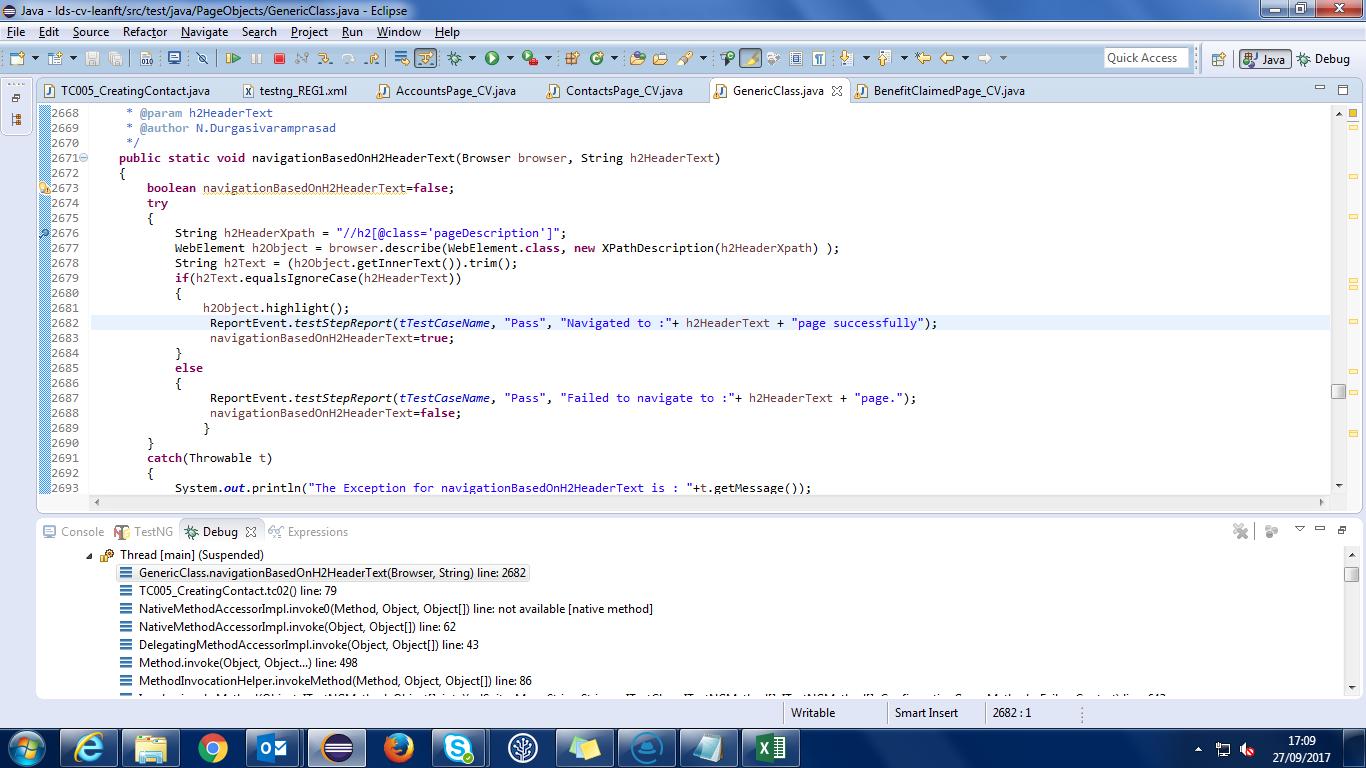 Java - lds-cv-leanft/src/test/java/PageObjects/GenericClass.java - Eclipse
File Edit Source Refactor Navigate Search Project Run Window Help
Quick Access Java Debug
TC005_CreatingContact.java testng_REG1.xml AccountsPage_CV.java ContactsPage_CV.java GenericClass.java BenefitClaimedPage_CV.java
2668 * @param h2HeaderText
2669 * @author N.Durgasivaramprasad
2670 */
2671 public static void navigationBasedOnH2HeaderText(Browser browser, String h2HeaderText)
2672 {
2673 boolean navigationBasedOnH2HeaderText=false;
2674 try
2675 {
2676 String h2HeaderXpath = "//h2[@class='pageDescription']";
2677 WebElement h2Object = browser.describe(WebElement.class, new XPathDescription(h2HeaderXpath) );
2678 String h2Text = (h2Object.getInnerText()).trim();
2679 if(h2Text.equalsIgnoreCase(h2HeaderText))
2680 {
2681 h2Object.highlight();
2682 ReportEvent.testStepReport(tTestCaseName, "Pass", "Navigated to :"+ h2HeaderText + "page successfully");
2683 navigationBasedOnH2HeaderText=true;
2684 }
2685 else
2686 {
2687 ReportEvent.testStepReport(tTestCaseName, "Pass", "Failed to navigate to :"+ h2HeaderText + "page.");
2688 navigationBasedOnH2HeaderText=false;
2689 }
2690 }
2691 catch(Throwable t)
2692 {
2693 System.out.println("The Exception for navigationBasedOnH2HeaderText is : "+t.getMessage());
Console TestNG Debug Expressions
Thread [main] (Suspended)
GenericClass.navigationBasedOnH2HeaderText(Browser, String) line: 2682
TC005_CreatingContact.tc02() line: 79
NativeMethodAccessorImpl.invoke0(Method, Object, Object[]) line: not available [native method]
NativeMethodAccessorImpl.invoke(Object, Object[]) line: 62
DelegatingMethodAccessorImpl.invoke(Object, Object[]) line: 43
Method.invoke(Object, Object...) line: 498
MethodInvocationHelper.invokeMethod(Method, Object, Object[]) line: 86
Writable Smart Insert 2682 : 1
17:09
27/09/2017